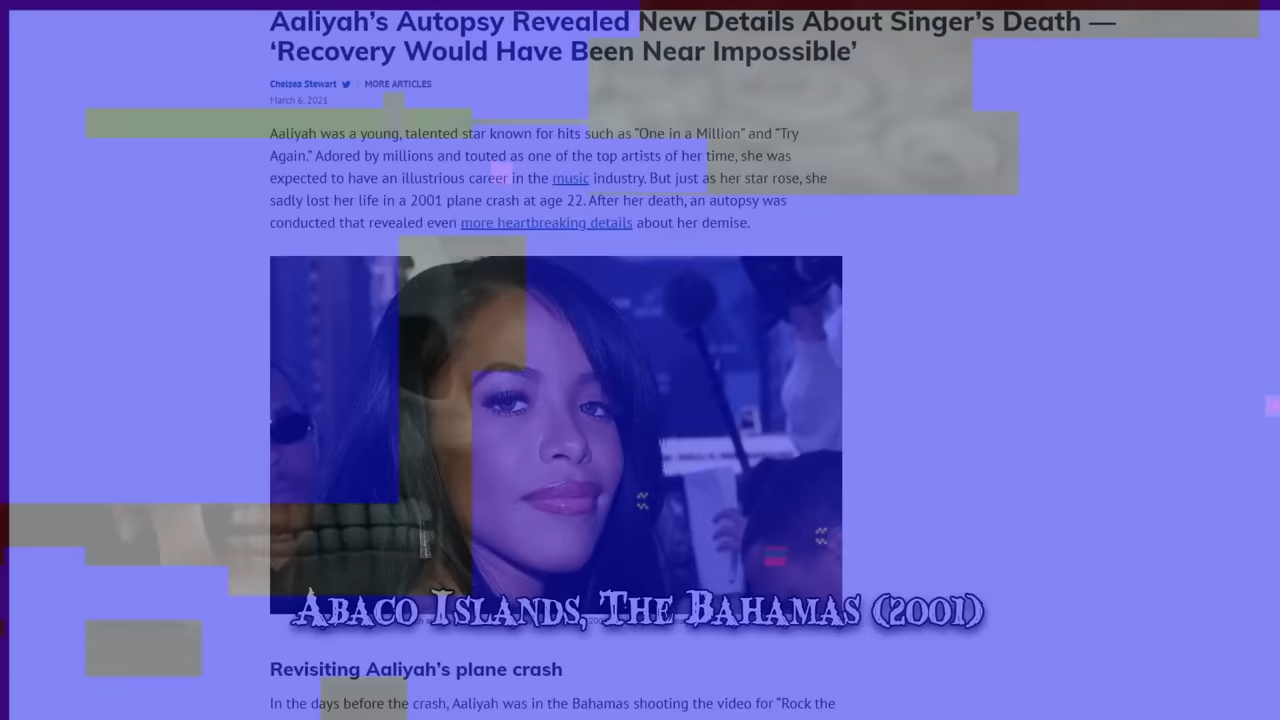 Aaliyah’s Autopsy Revealed New Details About Singer’s Death —
‘Recovery Would Have Been Near Impossible’
Chelsea Stewart | MORE ARTICLES
March 6, 2021
Aaliyah was a young, talented star known for hits such as “One in a Million” and “Try
Again.” Adored by millions and touted as one of the top artists of her time, she was
expected to have an illustrious career in the music industry. But just as her star rose, she
sadly lost her life in a 2001 plane crash at age 22. After her death, an autopsy was
conducted that revealed even more heartbreaking details about her demise.
Abaco Islands, The Bahamas (2001)
Revisiting Aaliyah’s plane crash
In the days before the crash, Aaliyah was in the Bahamas shooting the video for “Rock the